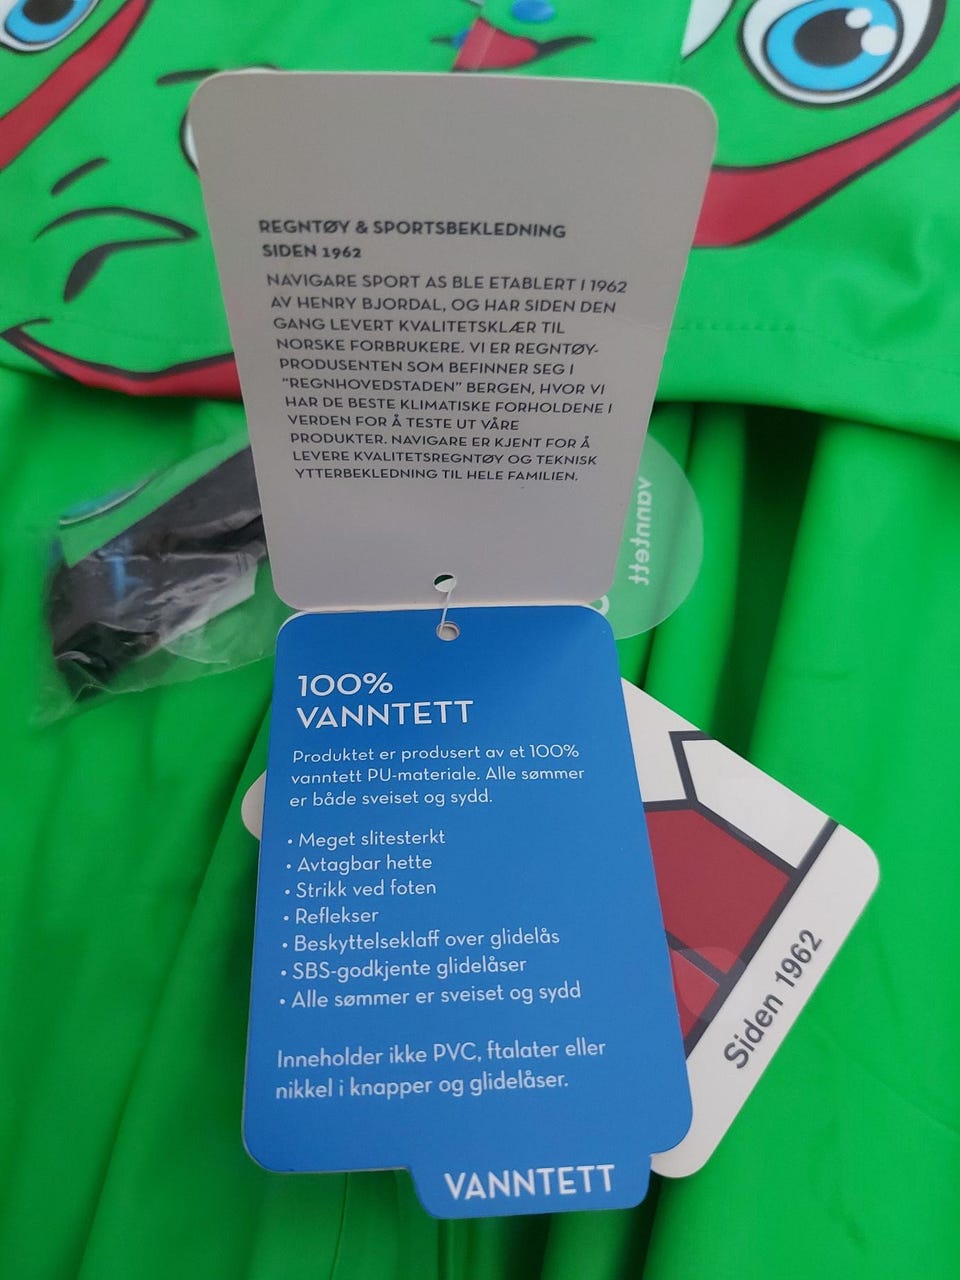 REGNTØY & SPORTSBEKLEDNING
SIDEN 1962
NAVIGARE SPORT AS BLE ETABLERT I 1962
AV HENRY BJORDAL, OG HAR SIDEN DEN
GANG LEVERT KVALITETSKLÆR TIL
NORSKE FORBRUKERE. VI ER REGNTØY-
PRODUSENTEN SOM BEFINNER SEG I
"REGNHOVEDSTADEN" BERGEN, HVOR VI
HAR DE BESTE KLIMATISKE FORHOLDENE I
VERDEN FOR Å TESTE UT VÅRE
PRODUKTER. NAVIGARE ER KJENT FOR Å
LEVERE KVALITETSREGNTØY OG TEKNISK
YTTERBEKLEDNING TIL HELE FAMILIEN.
vanntett
100%
VANNTETT
Produktet er produsert av et 100%
vanntett PU-materiale. Alle sømmer
er både sveiset og sydd.
• Meget slitesterkt
• Avtagbar hette
• Strikk ved foten
• Reflekser
• Beskyttelseklaff over glidelås
• SBS-godkjente glidelåser
• Alle sømmer er sveiset og sydd
Inneholder ikke PVC, ftalater eller
nikkel i knapper og glidelåser.
VANNTETT
Siden 1962